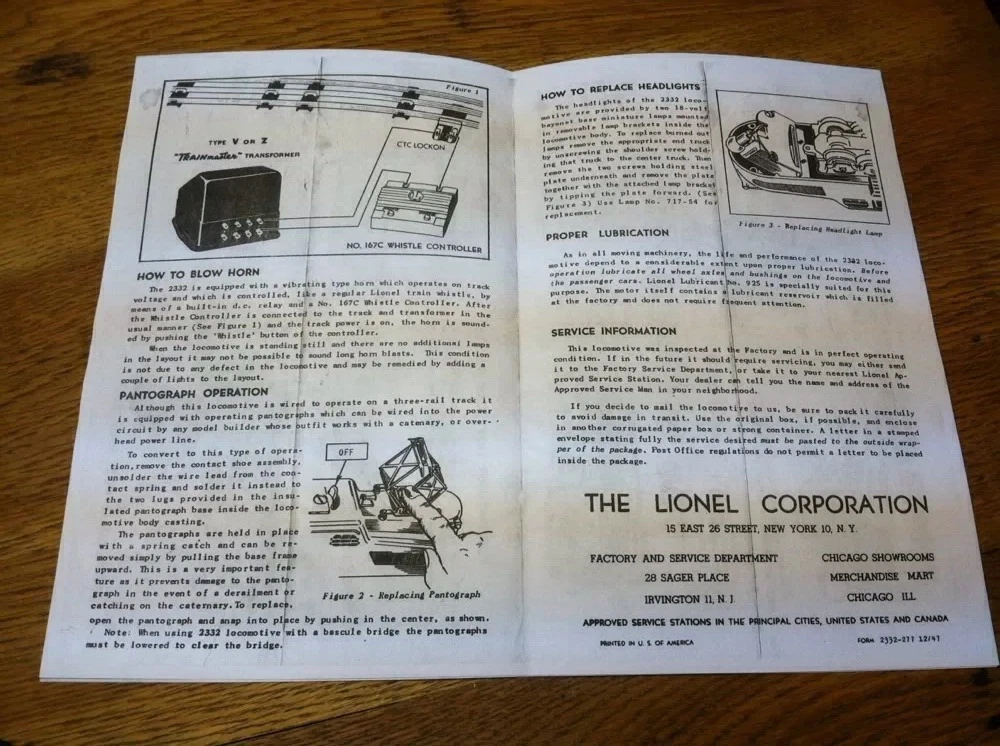 Figure 1
TYPE V OR Z
"TRAINmaster" TRANSFORMER
CTC LOCKON
NO. 167C WHISTLE CONTROLLER
HOW TO BLOW HORN
The 2332 is equipped with a vibrating type horn which operates on track
voltage and which is controlled, like a regular Lionel train whistle, by
means of a built-in d.c. relay and a No. 167C Whistle Controller. After
the Whistle Controller is connected to the track and transformer in the
usual manner (See Figure 1) and the track power is on, the horn is sound-
ed by pushing the 'Whistle' button of the controller.
When the locomotive is standing still and there are no additional lamps
in the layout it may not be possible to sound long horn blasts. This condition
is not due to any defect in the locomotive and may be remedied by adding a
couple of lights to the layout.
PANTOGRAPH OPERATION
Although this locomotive is wired to operate on a three-rail track it
is equipped with operating pantographs which can be wired into the power
circuit by any model builder whose outfit works with a catenary, or over-
head power line.
To convert to this type of opera-
tion, remove the contact shoe assembly,
unsolder the wire lead from the con-
tact spring and solder it instead to
the two lugs provided in the insu-
lated pantograph base inside the loco-
motive body casting.
The pantographs are held in place
with a spring catch and can be re-
moved simply by pulling the base frame
upward. This is a very important fea-
ture as it prevents damage to the panto-
graph in the event of a derailment or
catching on the caternary. To replace,
open the pantograph and snap into place by pushing in the center, as shown.
Note: When using 2332 locomotive with a bascule bridge the pantographs
must be lowered to clear the bridge.
OFF
Figure 2 - Replacing Pantograph
HOW TO REPLACE HEADLIGHTS
The headlights of the 2332 loco-
motive are provided by two 18-volt
bayonet base miniature lamps mounted
in removable lamp brackets inside the
locomotive body. To replace burned out
lamps remove the appropriate end truck
by unscrewing the shoulder screw hold-
ing that truck to the center truck. Then
remove the two screws holding steel
plate underneath and remove the plate
together with the attached lamp bracket
by tipping the plate forward. (See
Figure 3) Use Lamp No. 717-54 for
replacement.
Figure 3 - Replacing Headlight Lamp
PROPER LUBRICATION
As in all moving machinery, the life and performance of the 2332 loco-
motive depend to a considerable extent upon proper lubrication. Before
operation lubricate all wheel axles and bushings on the locomotive and
the passenger cars. Lionel Lubricant No. 925 is specially suited for this
purpose. The motor itself contains a lubricant reservoir which is filled
at the factory and does not require frequent attention.
SERVICE INFORMATION
This locomotive was inspected at the Factory and is in perfect operating
condition. If in the future it should require servicing, you may either send
it to the Factory Service Department, or take it to your nearest Lionel Ap-
proved Service Station. Your dealer can tell you the name and address of the
Approved Service Man in your neighborhood.
If you decide to mail the locomotive to us, be sure to pack it carefully
to avoid damage in transit. Use the original box, if possible, and enclose
in another corrugated paper box or strong container. A letter in a stamped
envelope stating fully the service desired must be pasted to the outside wrap-
per of the package. Post Office regulations do not permit a letter to be placed
inside the package.
THE LIONEL CORPORATION
15 EAST 26 STREET, NEW YORK 10, N. Y.
FACTORY AND SERVICE DEPARTMENT
28 SAGER PLACE
IRVINGTON 11, N. J.
CHICAGO SHOWROOMS
MERCHANDISE MART
CHICAGO ILL
APPROVED SERVICE STATIONS IN THE PRINCIPAL CITIES, UNITED STATES AND CANADA
PRINTED IN U. S. OF AMERICA
FORM 2332-277 12/47